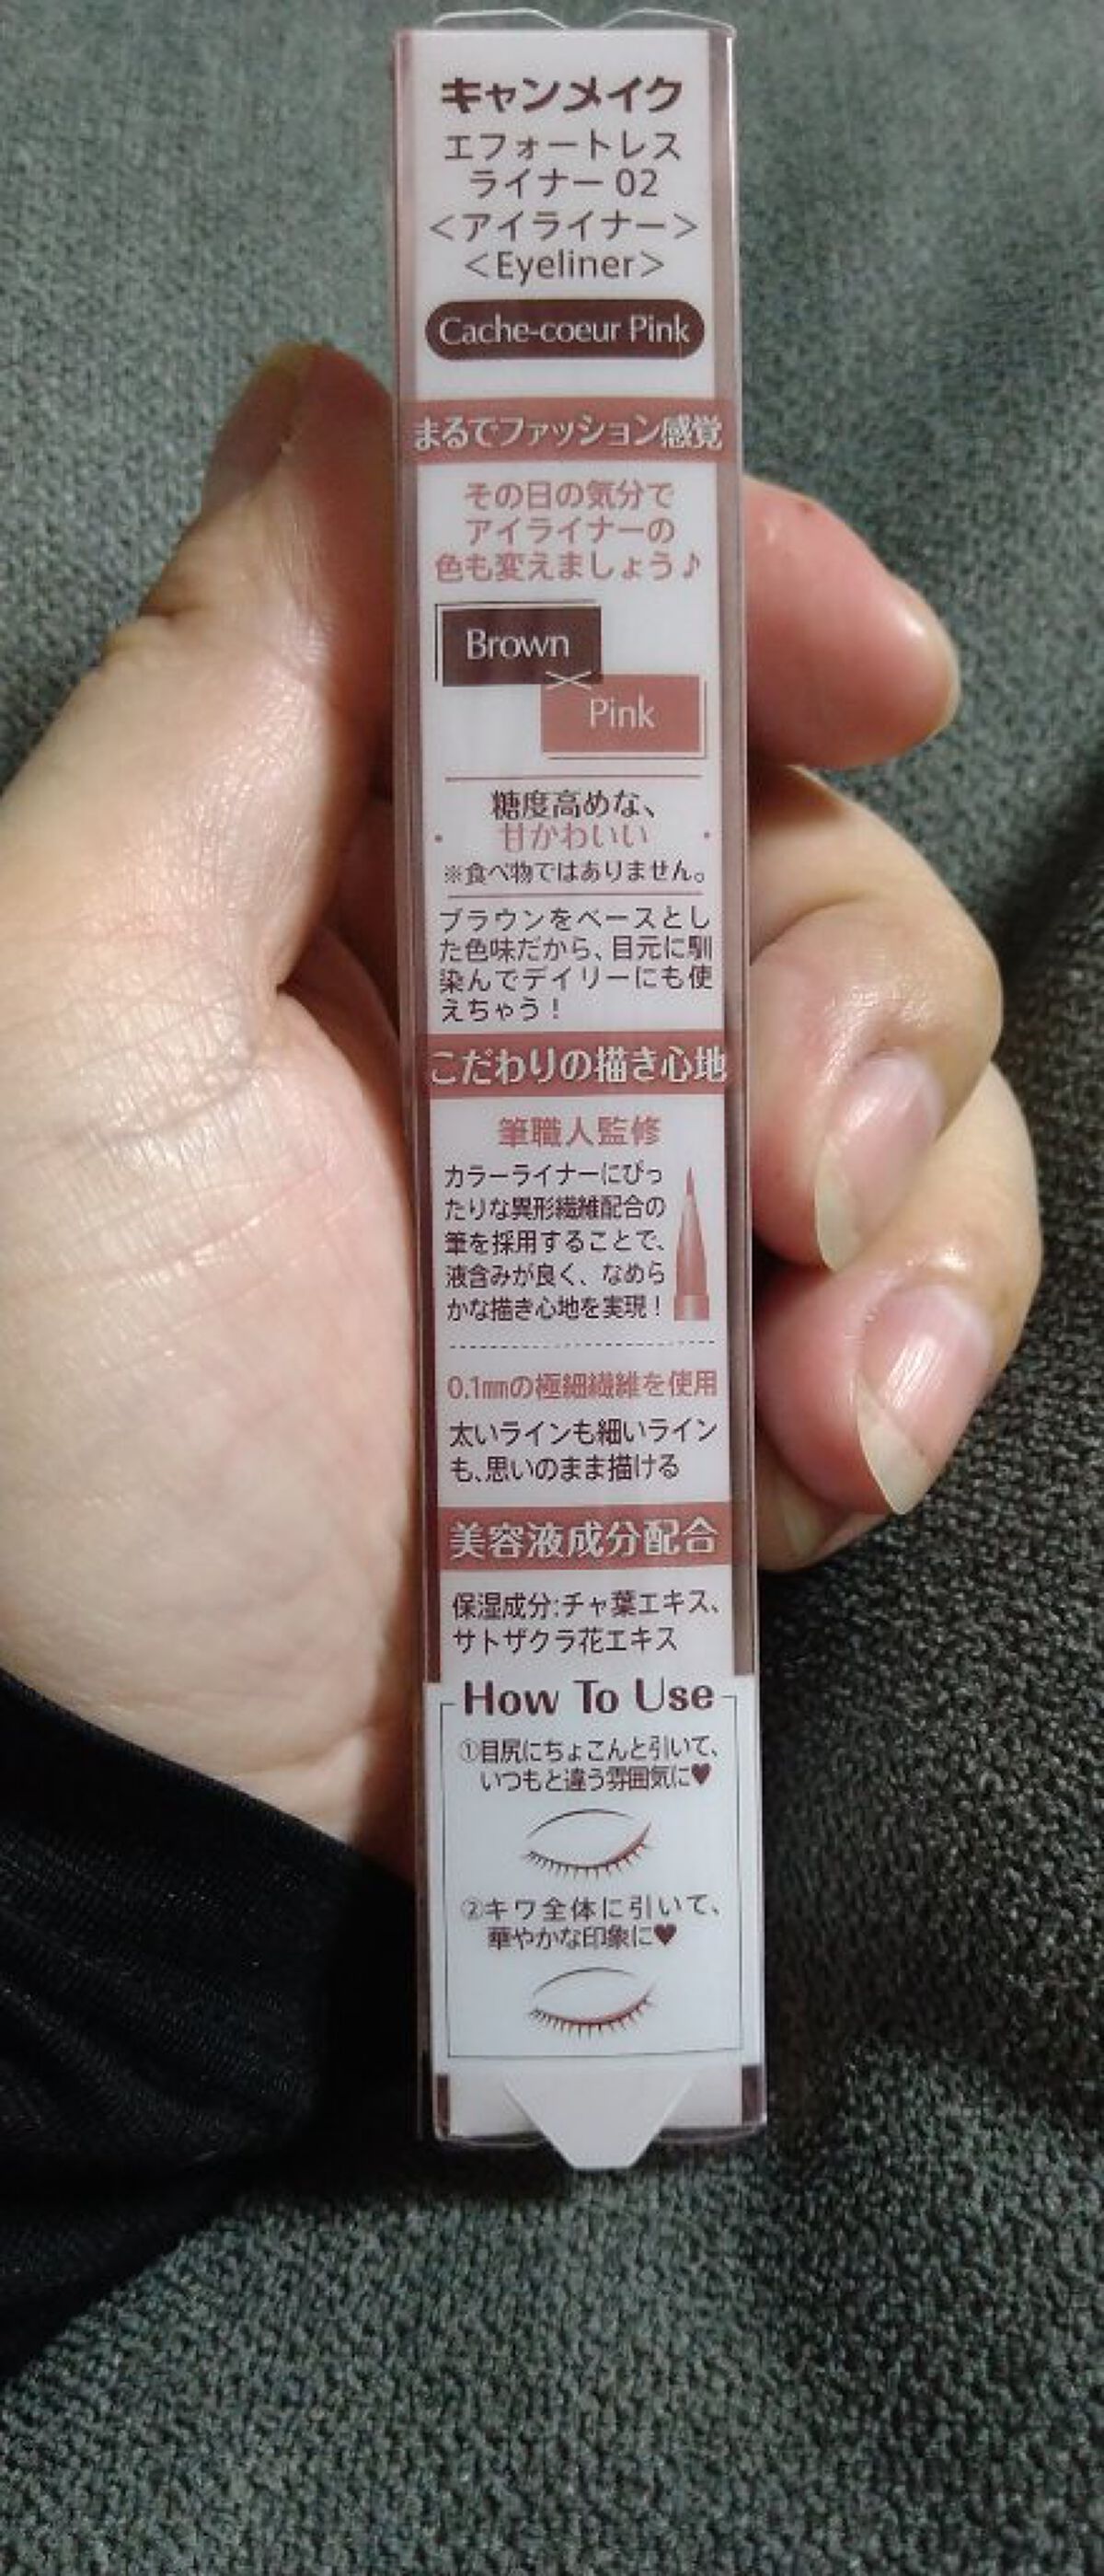 キャンメイク
エフォートレス
ライナー 02
＜アイライナー＞
＜Eyeliner＞
Cache-coeur Pink
まるでファッション感覚
その日の気分で
アイライナーの
色も変えましょう♪
Brown
×
Pink
糖度高めな、
甘かわいい
※食べ物ではありません。
ブラウンをベースとし
た色味だから、目元に馴
染んでデイリーにも使
えちゃう！
こだわりの描き心地
筆職人監修
カラーライナーにぴっ
たりな異形繊維配合の
筆を採用することで、
液含みが良く、なめら
かな描き心地を実現！
0.1㎜の極細繊維を使用
太いラインも細いライン
も、思いのまま描ける
美容液成分配合
保湿成分:チャ葉エキス、
サトザクラ花エキス
How To Use
①目尻にちょこんと引いて、
いつもと違う雰囲気に♥
②キワ全体に引いて、
華やかな印象に♥